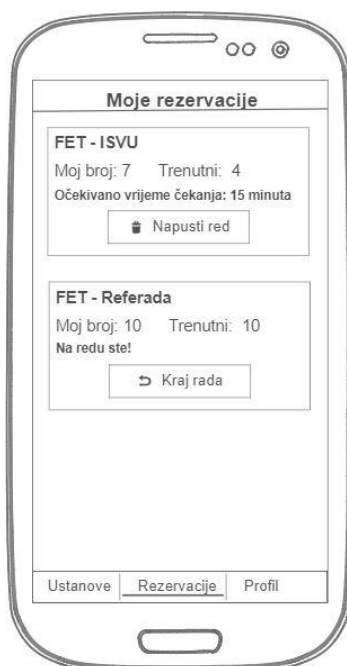 Moje rezervacije
FET - ISVU
Moj broj: 7 Trenutni: 4
Očekivano vrijeme čekanja: 15 minuta
Napusti red
FET - Referada
Moj broj: 10 Trenutni: 10
Na redu ste!
Kraj rada
Ustanove Rezervacije Profil